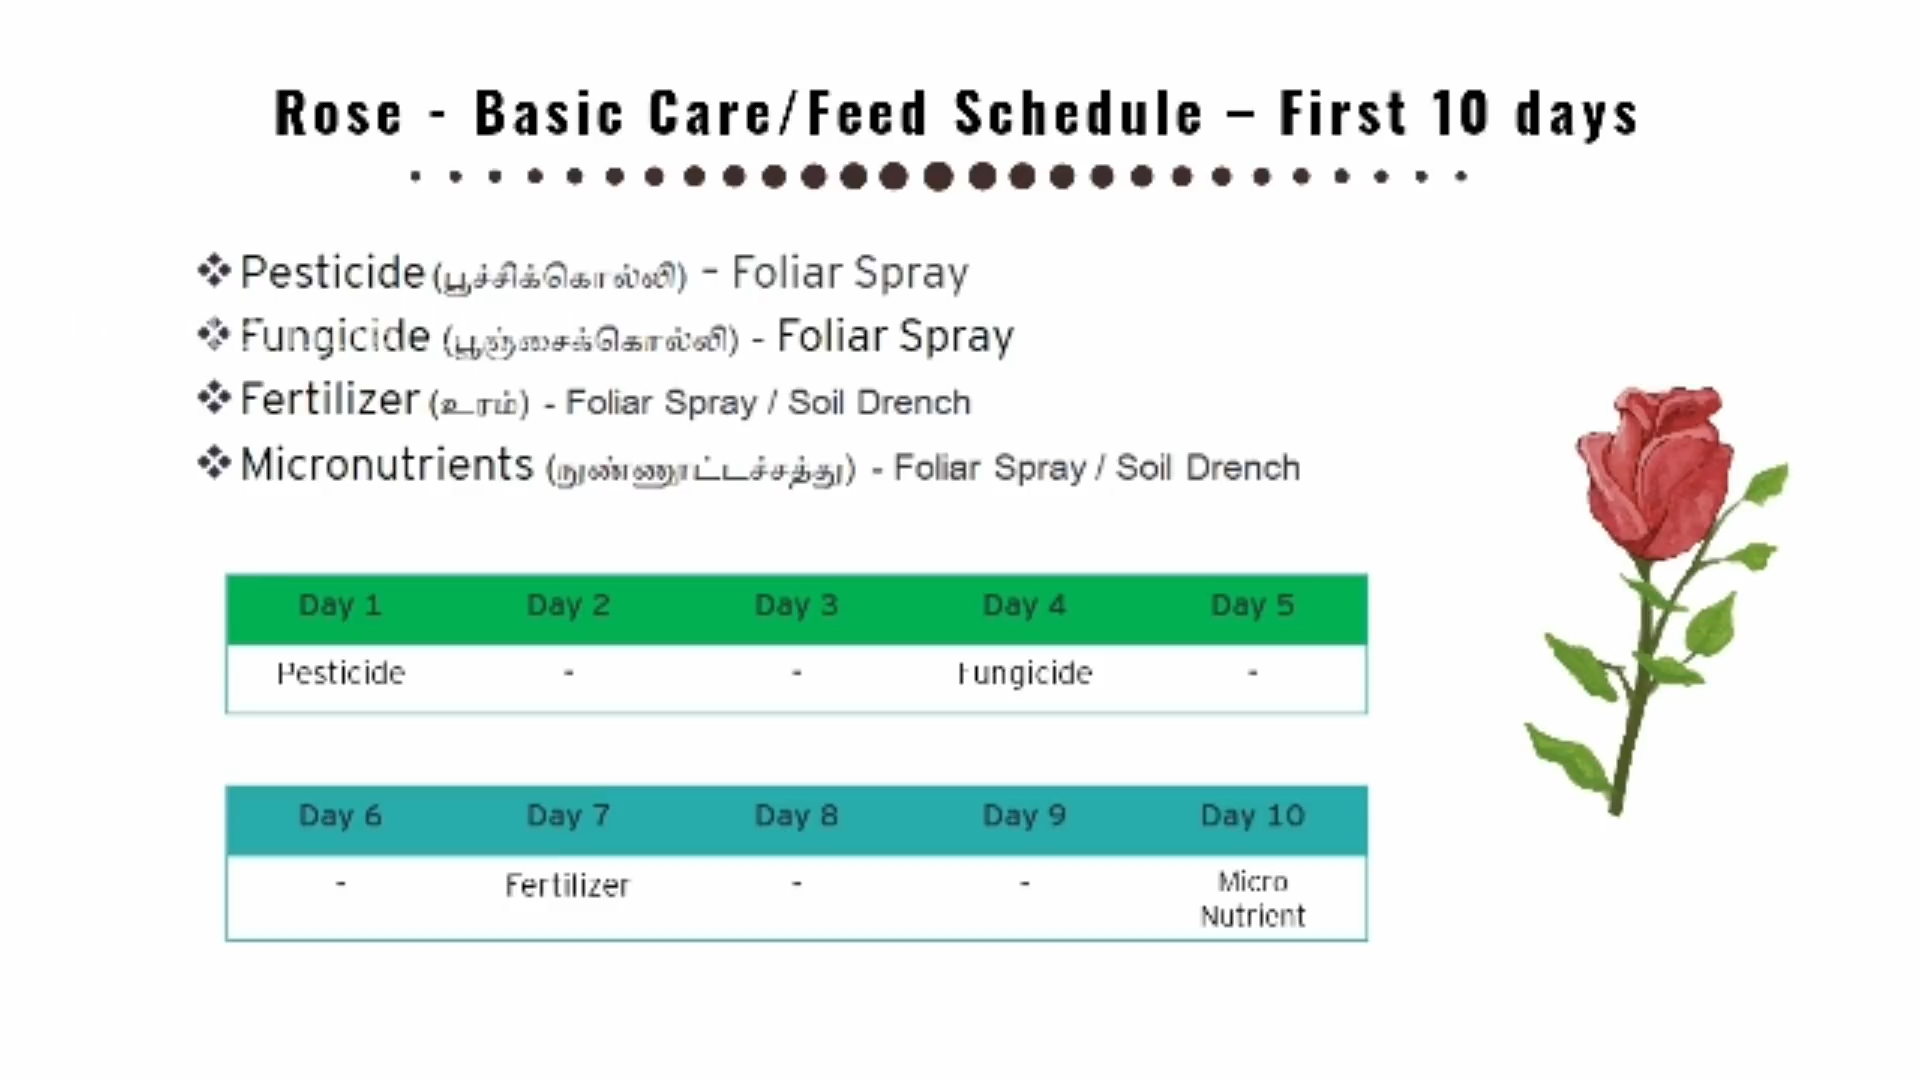 Rose - Basic Care/Feed Schedule – First 10 days
❖ Pesticide (பூச்சிக்கொல்லி) – Foliar Spray
❖ Fungicide (பூஞ்சைக்கொல்லி) - Foliar Spray
❖ Fertilizer (உரம்) - Foliar Spray / Soil Drench
❖ Micronutrients (நுண்ணூட்டச்சத்து) - Foliar Spray / Soil Drench
Day 1 Day 2 Day 3 Day 4 Day 5
Pesticide - - Fungicide -
Day 6 Day 7 Day 8 Day 9 Day 10
- Fertilizer - - Micro
Nutrient